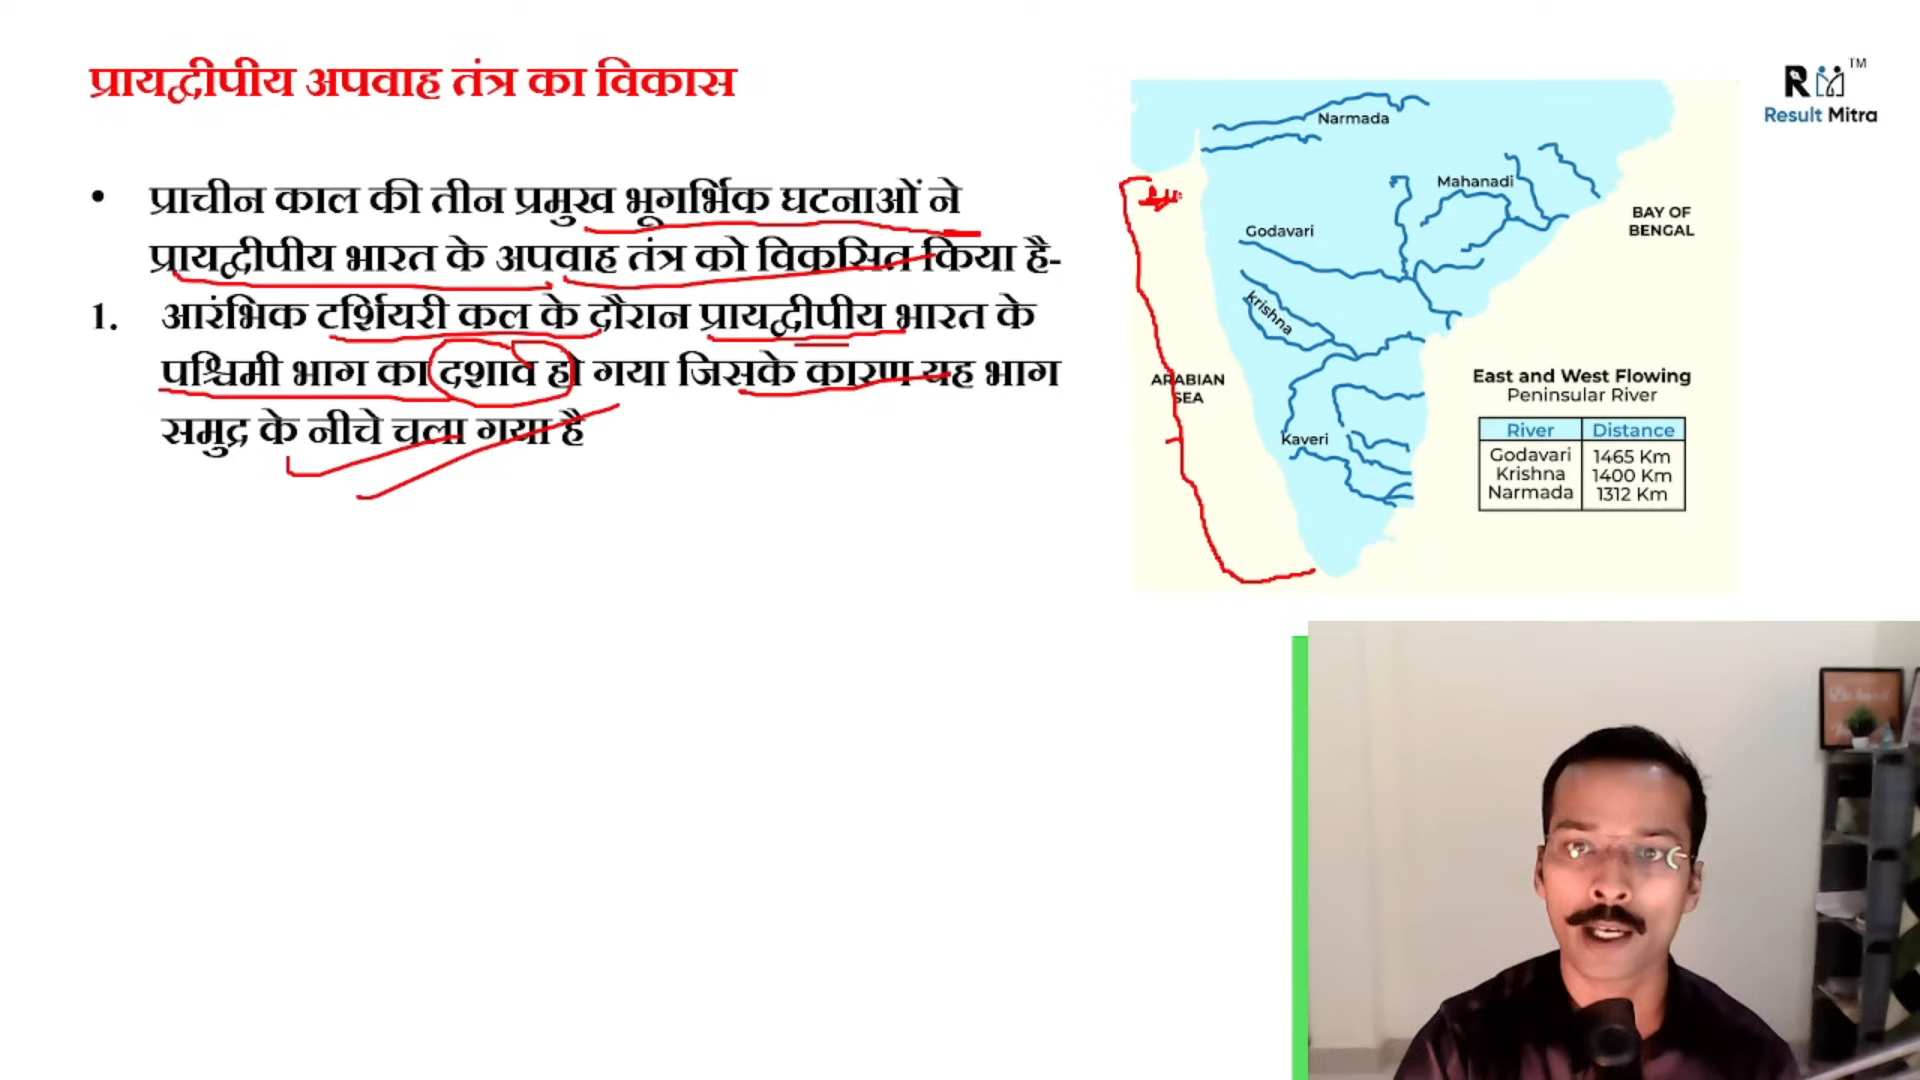 प्रायद्वीपीय अपवाह तंत्र का विकास
• प्राचीन काल की तीन प्रमुख भूगर्भिक घटनाओं ने
प्रायद्वीपीय भारत के अपवाह तंत्र को विकसित किया है-
1. आरंभिक टर्शियरी कल के दौरान प्रायद्वीपीय भारत के
पश्चिमी भाग का दशाव हो गया जिसके कारण यह भाग
समुद्र के नीचे चला गया है
Narmada
Mahanadi
Godavari
krishna
Kaveri
BAY OF
BENGAL
ARABIAN
SEA
East and West Flowing
Peninsular River
River Distance
Godavari 1465 Km
Krishna 1400 Km
Narmada 1312 Km
R TM
Result Mitra